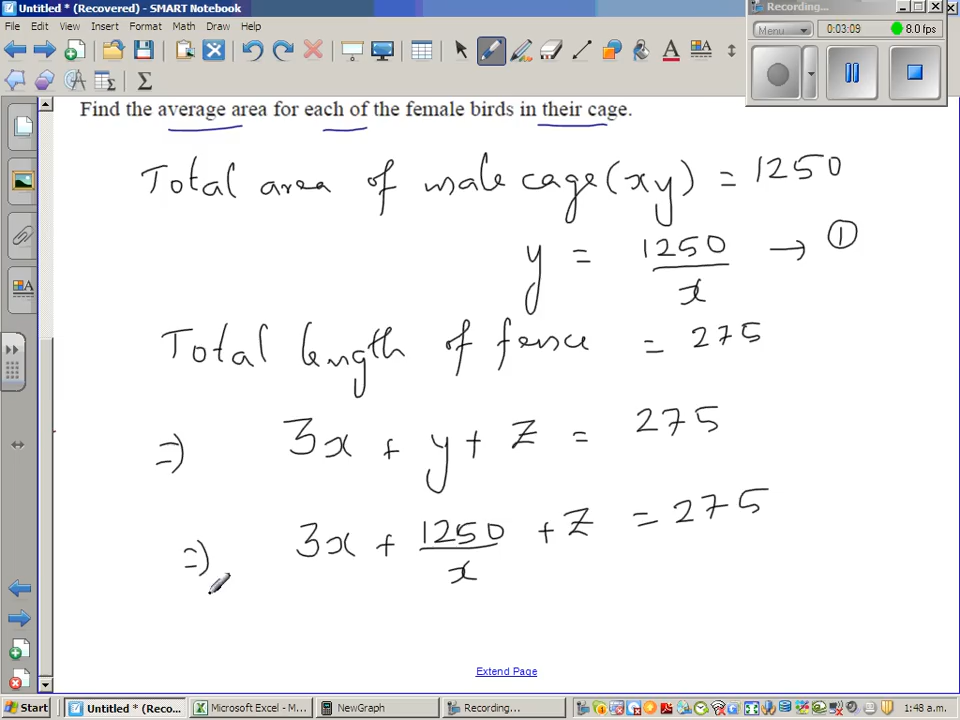 Untitled * (Recovered) - SMART Notebook
File Edit View Insert Format Math Draw Help
Recording...
Menu
0:03:09
8.0 fps
Find the average area for each of the female birds in their cage.
Total area of male cage (xy) = 1250
y = 1250/x → ①
Total length of fence = 275
⇒ 3x + y + z = 275
⇒ 3x + 1250/x + z = 275
Extend Page
Start
Untitled * (Reco...
Microsoft Excel - M...
NewGraph
Recording...
1:48 a.m.